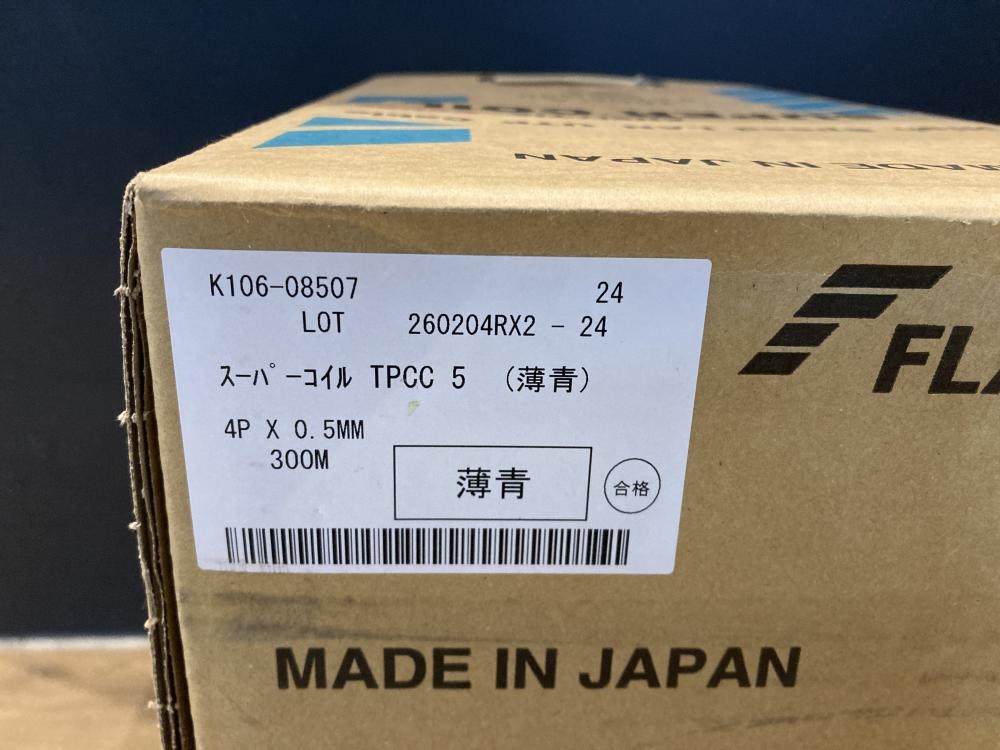 MADE IN JAPAN
K106-08507 24
LOT 260204RX2 - 24
ｽｰﾊﾟｰｺｲﾙ TPCC 5 (薄青)
4P X 0.5MM
300M
薄青
合格
FL
MADE IN JAPAN